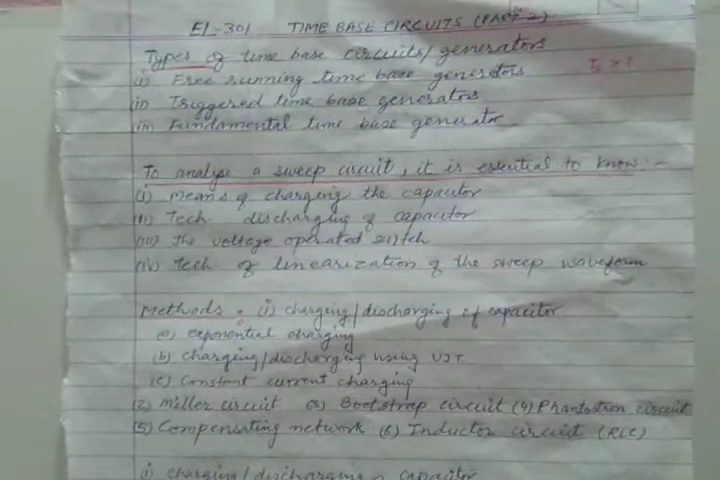 EI-301 TIME BASE CIRCUITS (PART 2)
Types of time base circuits/generators
(i) Free running time base generators
(ii) Triggered time base generators
(iii) Fundamental time base generator
To analyse a sweep circuit, it is essential to know:-
(i) Means of charging the capacitor
(ii) Tech discharging of capacitor
(iii) The voltage operated switch
(iv) Tech of linearization of the sweep waveform
Methods: (i) charging/discharging of capacitor
(a) exponential charging
(b) charging/discharging using UJT
(c) Constant current charging
(2) Miller circuit (3) Bootstrap circuit (4) Phantastron circuit
(5) Compensating network (6) Inductor circuit (RLC)
(i) charging/discharging capacitor